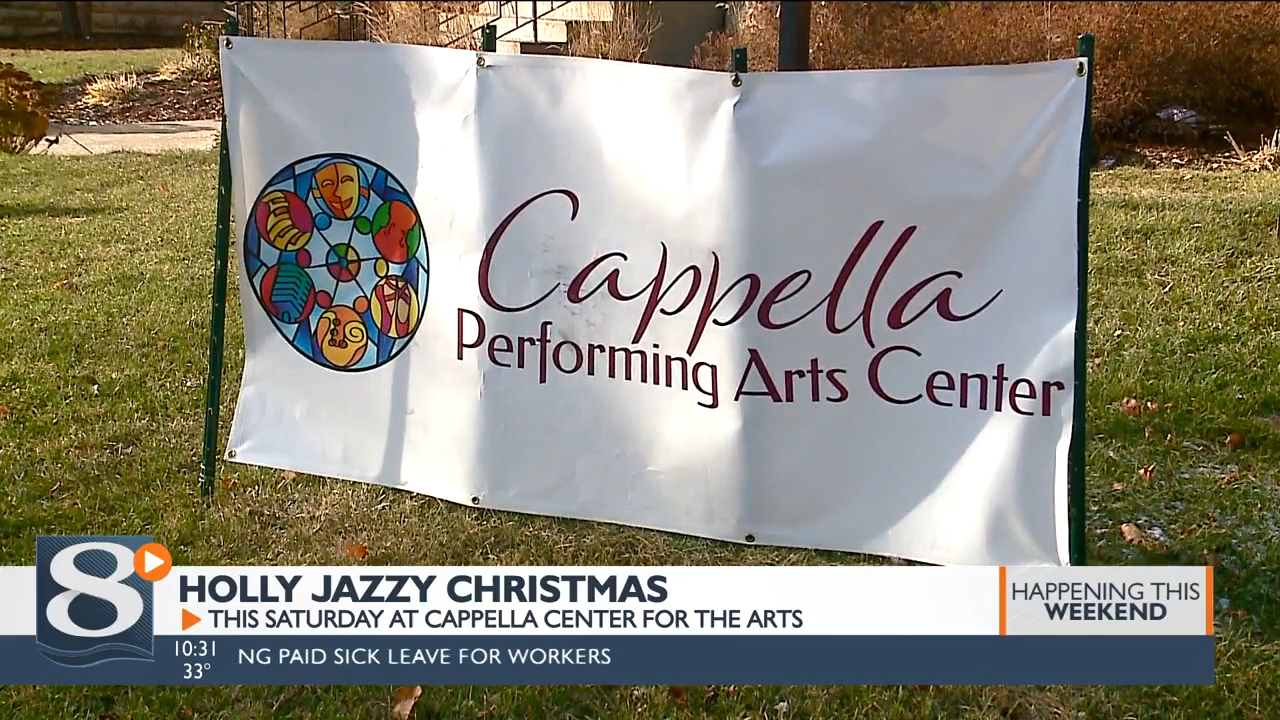 Cappella
Performing Arts Center
8
HOLLY JAZZY CHRISTMAS
THIS SATURDAY AT CAPPELLA CENTER FOR THE ARTS
HAPPENING THIS
WEEKEND
10:31
33°
NG PAID SICK LEAVE FOR WORKERS